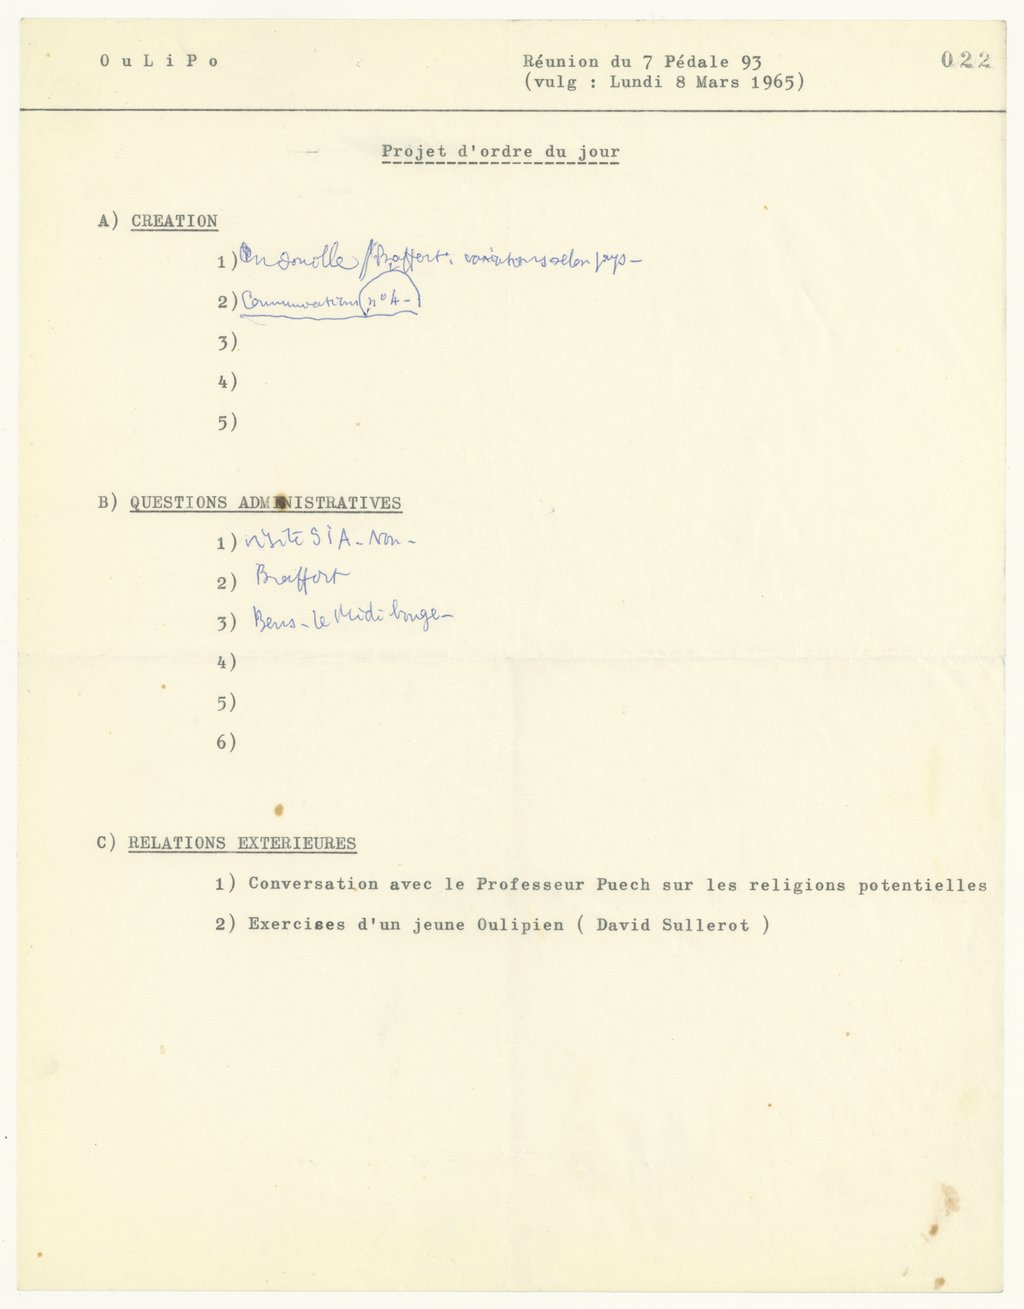 OuLiPo
Réunion du 7 Pédale 93
022
(vulg : Lundi 8 Mars 1965)
Projet d'ordre du jour
A) CREATION
1) Braffort. variations selon pays -
2) Communication n° 4 -
3)
4)
5)
B) QUESTIONS ADMINISTRATIVES
1) visite SIA - Non -
2) Braffort
3) Bens - Le Midi bouge -
4)
5)
6)
C) RELATIONS EXTERIEURES
1) Conversation avec le Professeur Puech sur les religions potentielles
2) Exercises d'un jeune Oulipien ( David Sullerot )